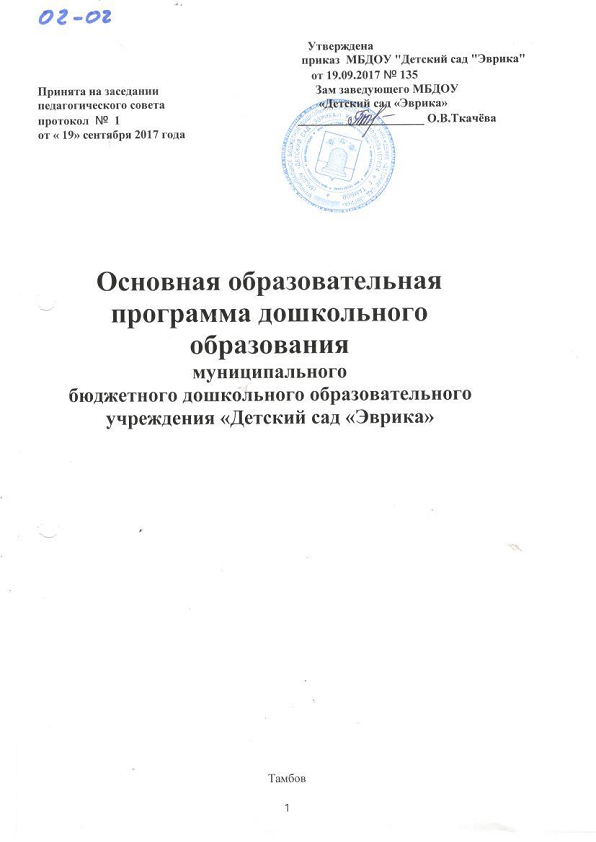 02-02
Утверждена
приказ МБДОУ "Детский сад "Эврика"
от 19.09.2017 № 135
Зам заведующего МБДОУ
«Детский сад «Эврика»
О.В.Ткачёва
Принята на заседании
педагогического совета
протокол № 1
от « 19» сентября 2017 года
Основная образовательная
программа дошкольного
образования
муниципального
бюджетного дошкольного образовательного
учреждения «Детский сад «Эврика»
Тамбов
1